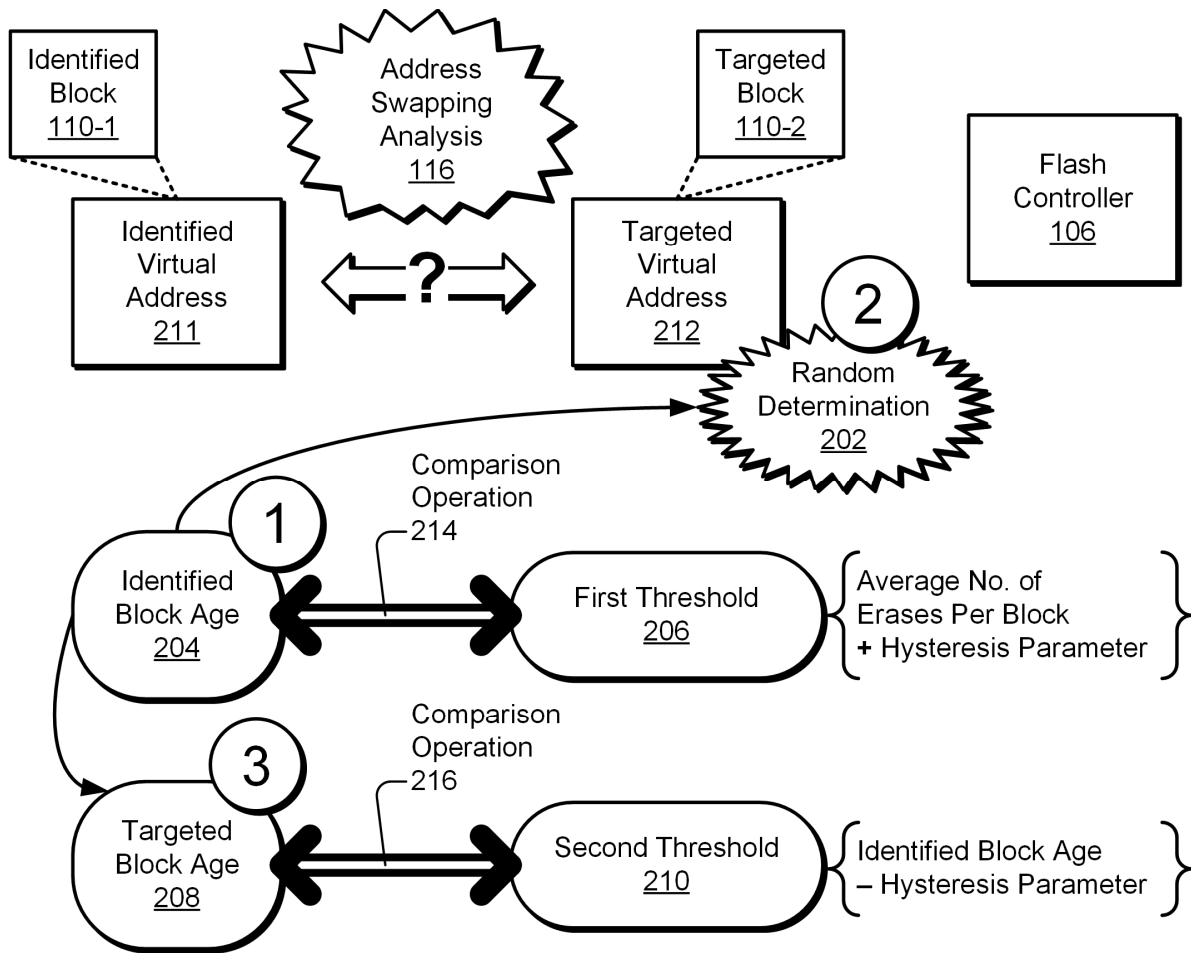 Identified
Block
110-1
Address
Swapping
Analysis
116
Targeted
Block
110-2
Flash
Controller
106
Identified
Virtual
Address
211
?
Targeted
Virtual
Address
212
2
Random
Determination
202
Comparison
Operation
214
1
Identified
Block Age
204
First Threshold
206
Average No. of
Erases Per Block
+ Hysteresis Parameter
Comparison
Operation
216
3
Targeted
Block Age
208
Second Threshold
210
Identified Block Age
– Hysteresis Parameter